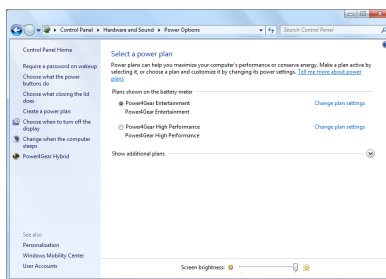 Control Panel ▸ Hardware and Sound ▸ Power Options
Search Control Panel
Control Panel Home
Require a password on wakeup
Choose what the power
buttons do
Choose what closing the lid
does
Create a power plan
Choose when to turn off the
display
Change when the computer
sleeps
Power4Gear Hybrid
See also
Personalization
Windows Mobility Center
User Accounts
Select a power plan
Power plans can help you maximize your computer's performance or conserve energy. Make a plan active by
selecting it, or choose a plan and customize it by changing its power settings. Tell me more about power
plans
Plans shown on the battery meter
Power4Gear Entertainment
Change plan settings
Power4Gear Entertainment
Power4Gear High Performance
Change plan settings
Power4Gear High Performance
Show additional plans
Screen brightness: